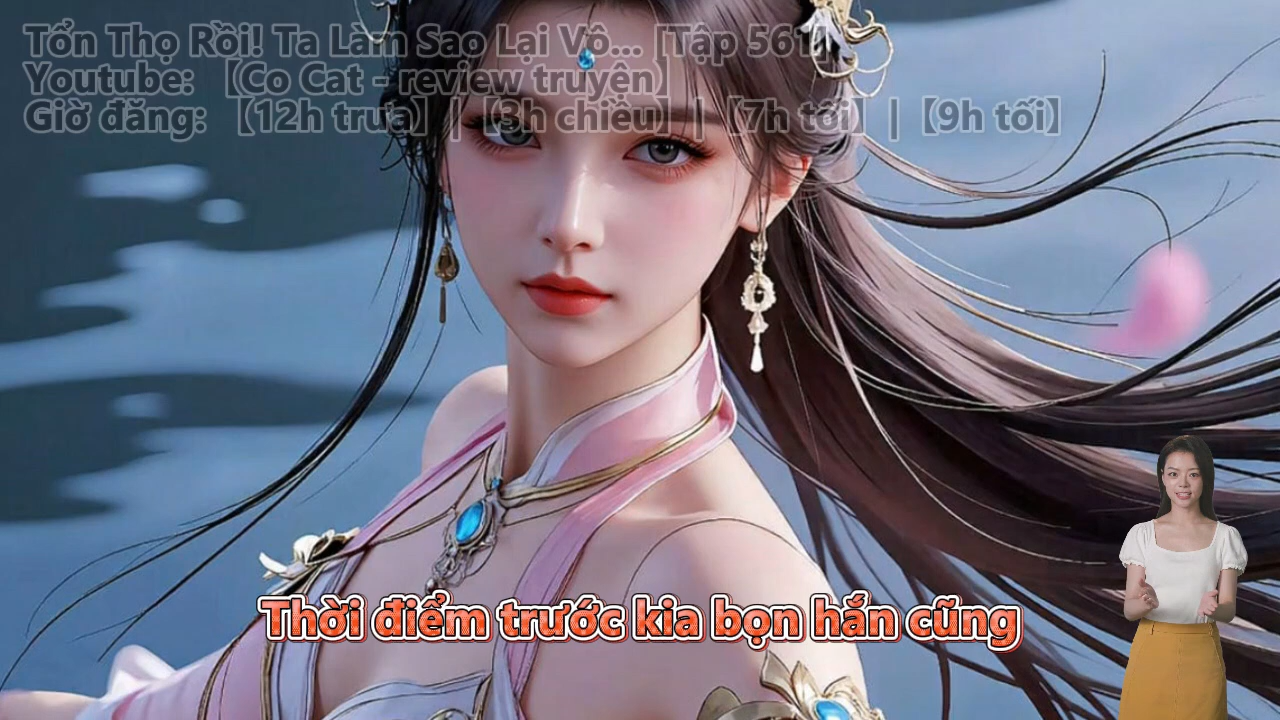 Tổn Thọ Rồi! Ta Làm Sao Lại Vô... [Tập 561]
Youtube: 【Co Cat - review truyện】
Giờ đăng: 【12h trưa】 | 【3h chiều】 | 【7h tối】 | 【9h tối】
Thời điểm trước kia bọn hắn cũng